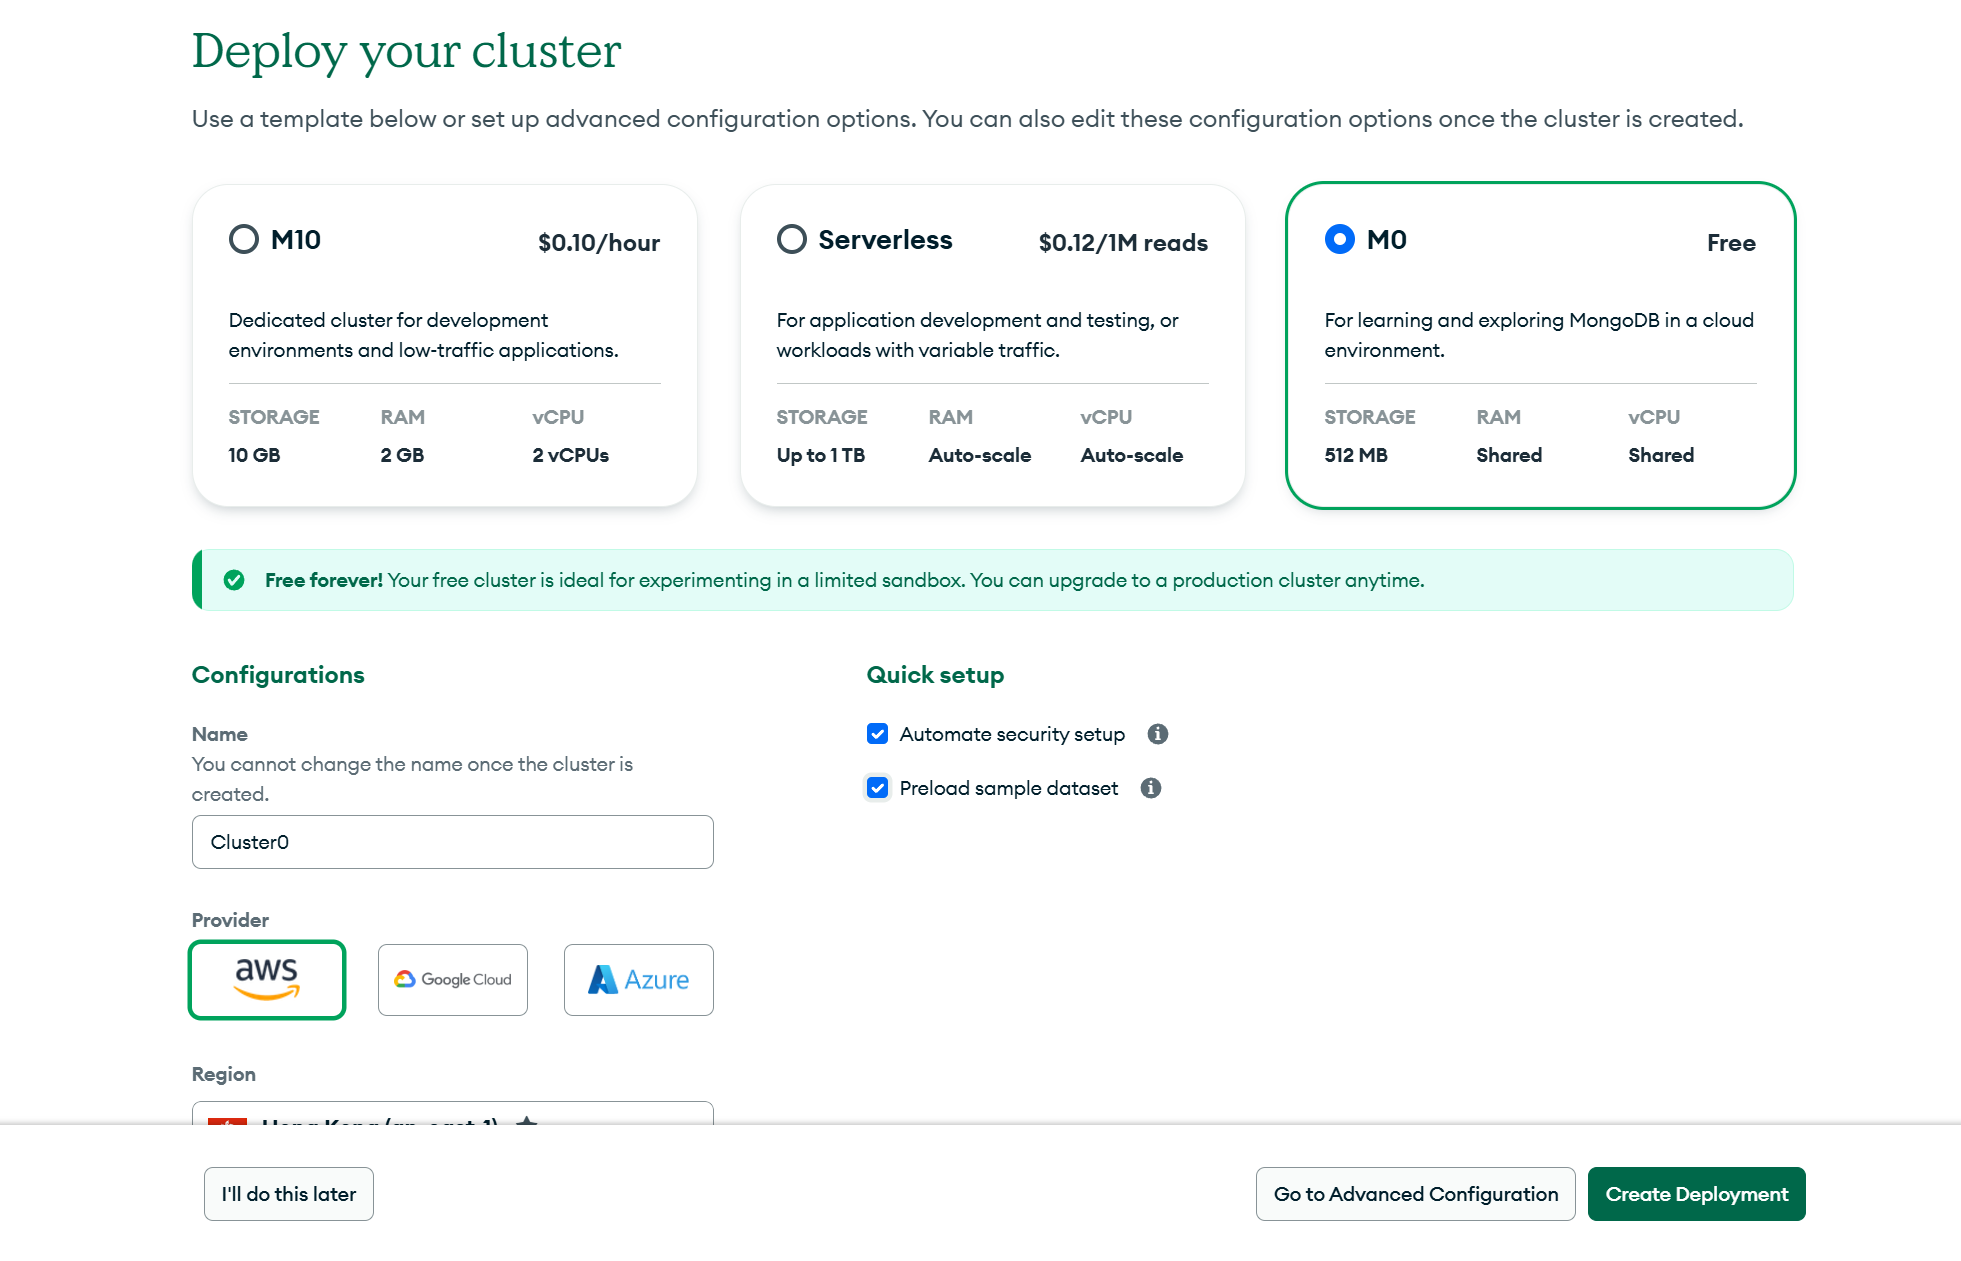 Deploy your cluster
Use a template below or set up advanced configuration options. You can also edit these configuration options once the cluster is created.
M10
$0.10/hour
Dedicated cluster for development
environments and low-traffic applications.
STORAGE RAM vCPU
10 GB 2 GB 2 vCPUs
Serverless
$0.12/1M reads
For application development and testing, or
workloads with variable traffic.
STORAGE RAM vCPU
Up to 1 TB Auto-scale Auto-scale
M0
Free
For learning and exploring MongoDB in a cloud
environment.
STORAGE RAM vCPU
512 MB Shared Shared
Free forever! Your free cluster is ideal for experimenting in a limited sandbox. You can upgrade to a production cluster anytime.
Configurations
Name
You cannot change the name once the cluster is
created.
Cluster0
Provider
aws
Google Cloud
Azure
Region
Hong Kong (ap-east-1)
Quick setup
Automate security setup
Preload sample dataset
I'll do this later
Go to Advanced Configuration
Create Deployment